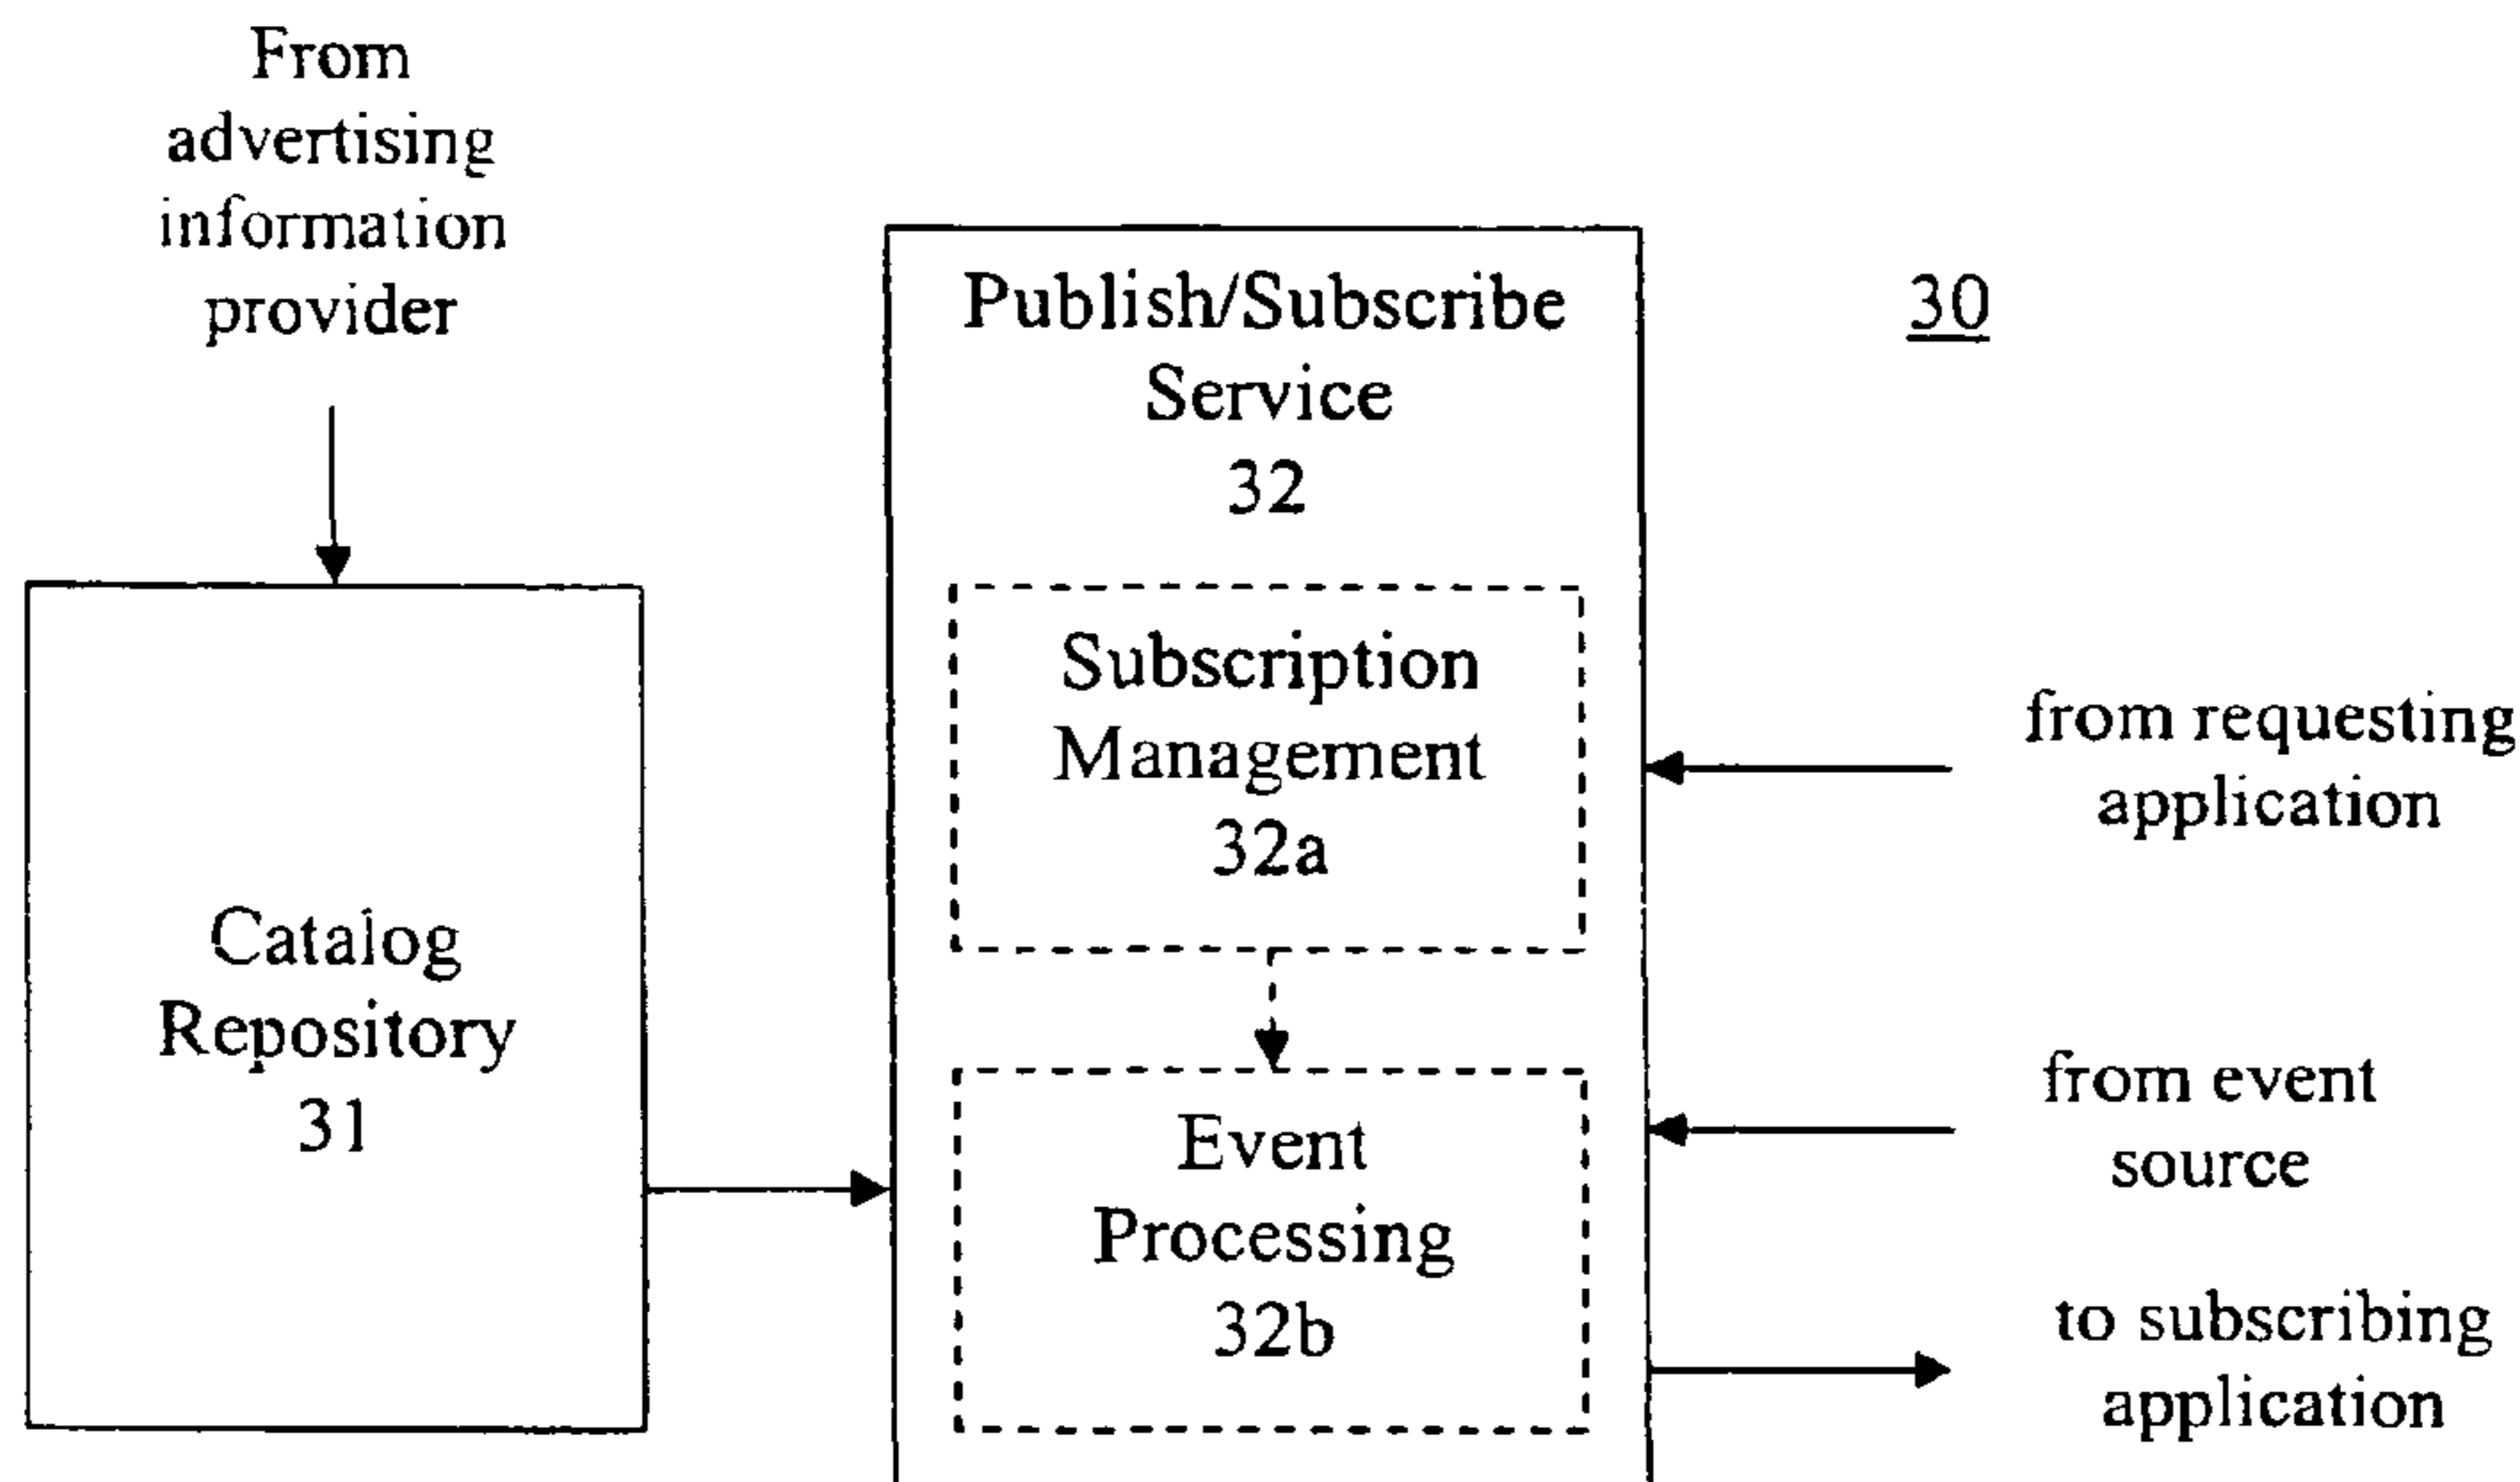 From
advertising
information
provider
Publish/Subscribe
Service
32
30
Subscription
Management
32a
from requesting
application
Catalog
Repository
31
Event
Processing
32b
from event
source
to subscribing
application